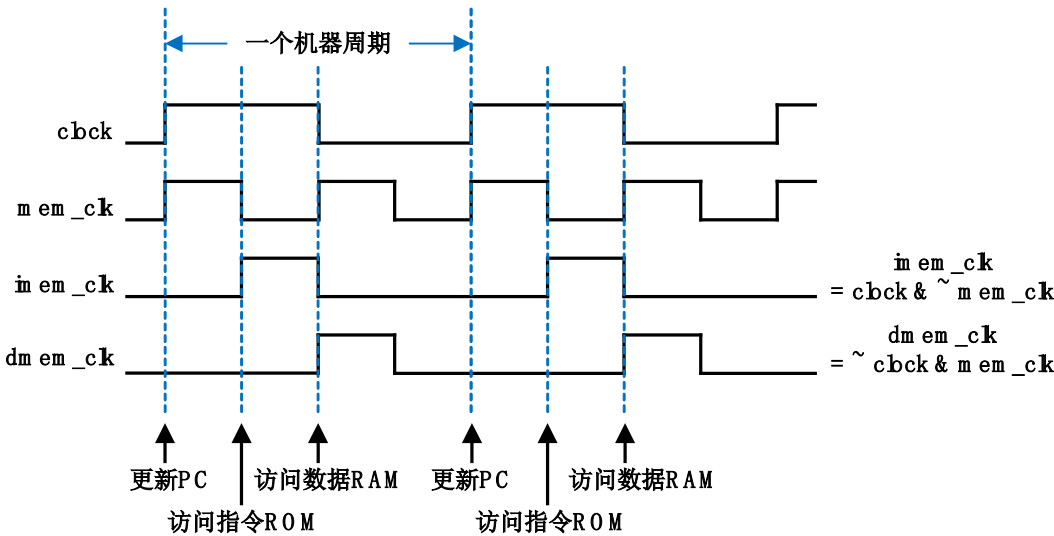 一个机器周期
clock
mem_clk
imem_clk
imem_clk
= clock & ~ mem_clk
dmem_clk
dmem_clk
= ~ clock & mem_clk
更新PC
访问数据RAM
更新PC
访问数据RAM
访问指令ROM
访问指令ROM